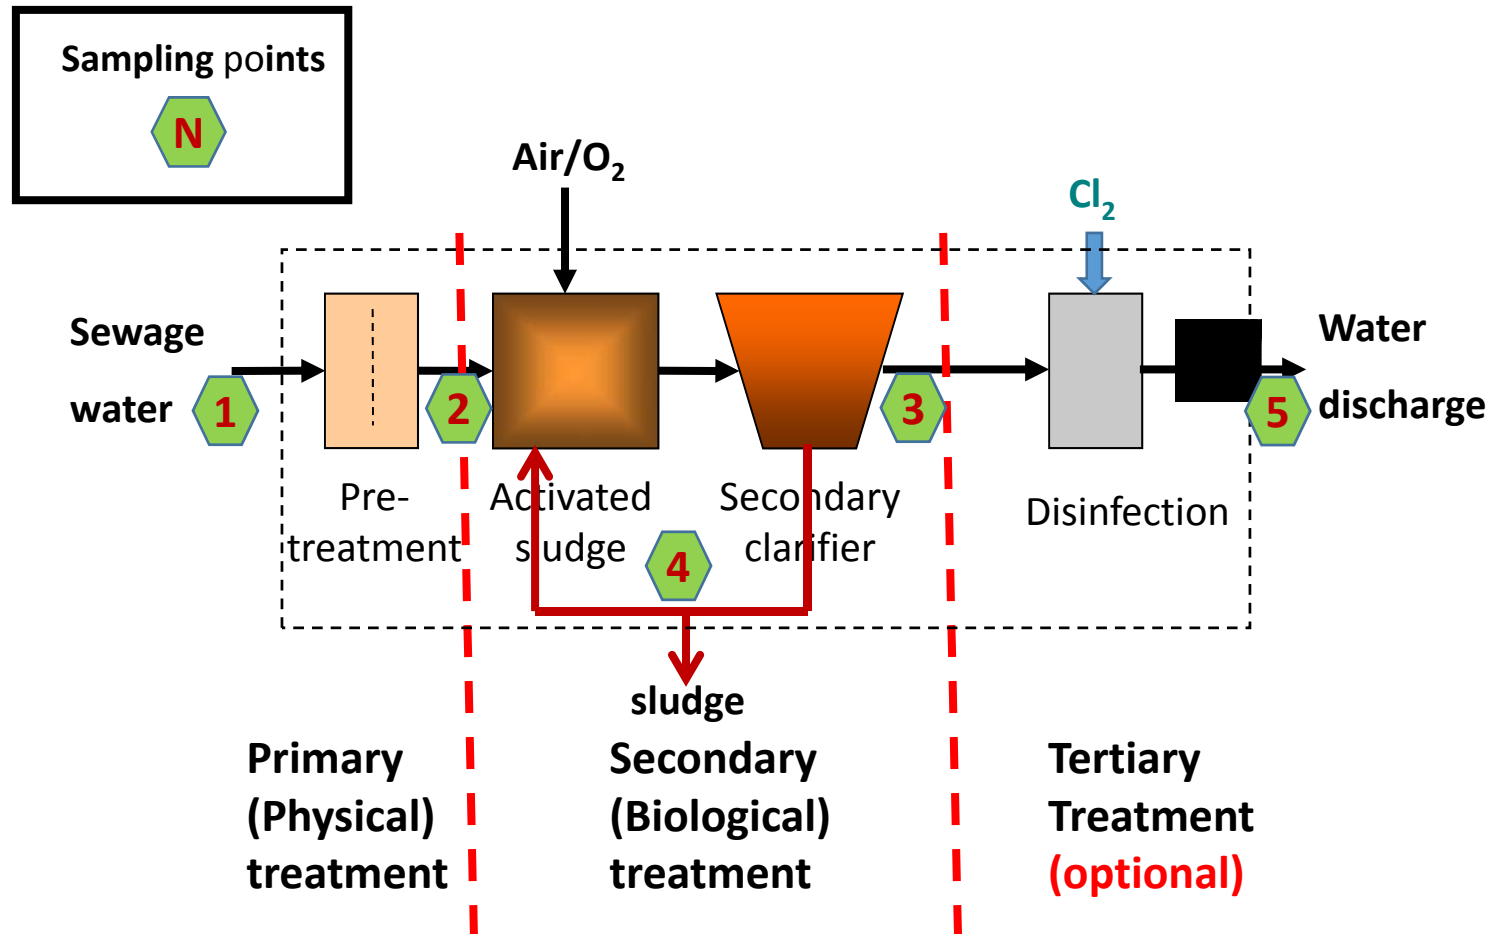 Sampling points
N
Air/O₂
Cl₂
Sewage
water
1
2
3
4
5
Water
discharge
Pre-
treatment
Activated
sludge
Secondary
clarifier
Disinfection
sludge
Primary
(Physical)
treatment
Secondary
(Biological)
treatment
Tertiary
Treatment
(optional)